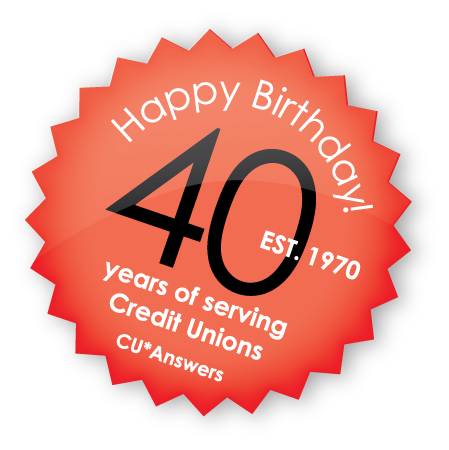 Happy Birthday!
40
EST. 1970
years of serving
Credit Unions
CU*Answers